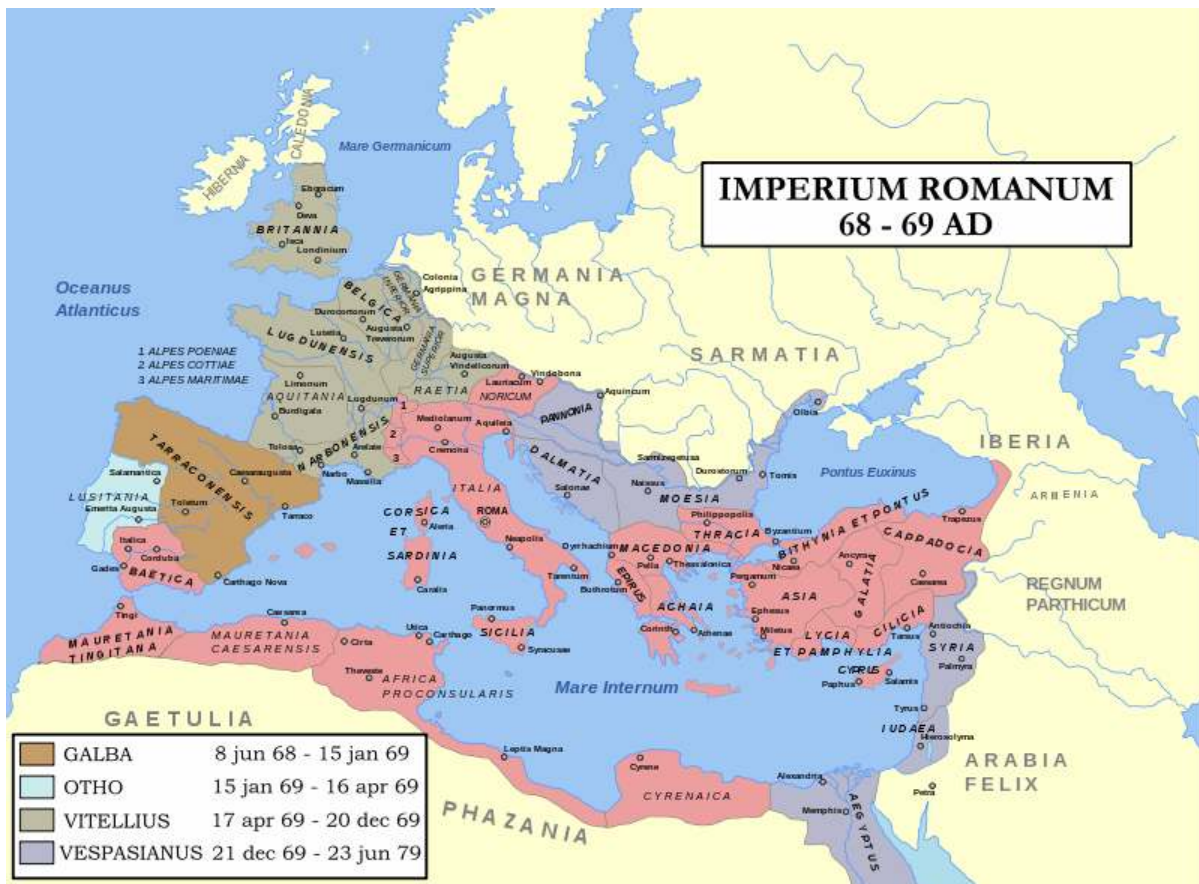 IMPERIUM ROMANUM
68 - 69 AD
CALEDONIA
HIBERNIA
Mare Germanicum
Eboracum
Deva
BRITANNIA
Isca
Londinium
Oceanus
Atlanticus
GERMANIA
MAGNA
SARMATIA
Colonia
Agrippina
GERMANIA
INFERIOR
BELGICA
Durocortorum
Augusta
Treverorum
Lutetia
LUGDUNENSIS
GERMANIA
SUPERIOR
1 ALPES POENIAE
2 ALPES COTTIAE
3 ALPES MARITIMAE
Augusta
Vindelicorum
RAETIA
Lauriacum
Vindobona
NORICUM
Aquincum
PANNONIA
Limonum
AQUITANIA
Lugdunum
Burdigala
Tolosa
NARBONENSIS
Arelate
Narbo
Massilia
1
2
3
Mediolanum
Aquileia
Cremona
ITALIA
ROMA
Neapolis
Tarentum
DALMATIA
Salonae
Sarmizegetusa
Naissus
MOESIA
Durostorum
Tomis
Olbia
Pontus Euxinus
IBERIA
ARMENIA
TARRACONENSIS
Salamantica
Caesaraugusta
LUSITANIA
Toletum
Emerita Augusta
Tarraco
Italica
Corduba
Gades
BAETICA
Carthago Nova
CORSICA
ET
SARDINIA
Aleria
Caralis
Philippopolis
THRACIA
Byzantium
Dyrrhachium
MACEDONIA
Pella
Thessalonica
EPIRUS
Buthrotum
ACHAIA
Corinth
Athenae
BITHYNIA ET PONTUS
Nicaea
Trapezus
CAPPADOCIA
Ancyra
GALATIA
Caesarea
Pergamum
ASIA
Ephesus
Miletus
LYCIA
ET PAMPHYLIA
CILICIA
Tarsus
Antiochia
SYRIA
Palmyra
CYPRUS
Paphus
Salamis
REGNUM
PARTHICUM
Tyrus
IUDAEA
Hierosolyma
Petra
ARABIA
FELIX
Tingi
MAURETANIA
TINGITANA
Caesarea
MAURETANIA
CAESARENSIS
Cirta
Utica
Carthago
Theveste
AFRICA
PROCONSULARIS
Panormus
SICILIA
Syracusae
Mare Internum
Leptis Magna
Cyrene
CYRENAICA
Alexandria
Memphis
AEGYPTUS
GAETULIA
PHAZANIA
GALBA 8 jun 68 - 15 jan 69
OTHO 15 jan 69 - 16 apr 69
VITELLIUS 17 apr 69 - 20 dec 69
VESPASIANUS 21 dec 69 - 23 jun 79